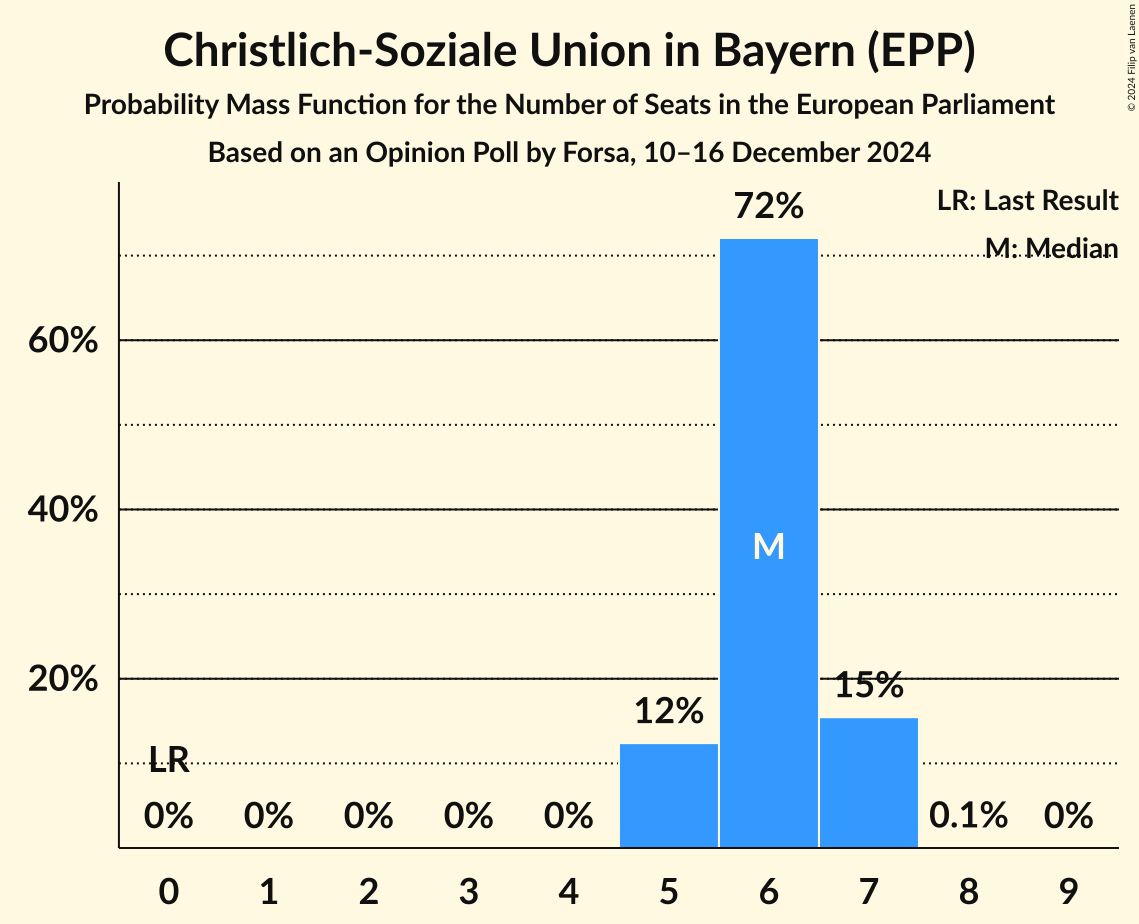 Christlich-Soziale Union in Bayern (EPP)
Probability Mass Function for the Number of Seats in the European Parliament
Based on an Opinion Poll by Forsa, 10–16 December 2024
© 2024 Filip van Laenen
LR: Last Result
M: Median
72%
60%
40%
M
20%
15%
12%
LR
0% 0% 0% 0% 0% 0.1% 0%
0 1 2 3 4 5 6 7 8 9